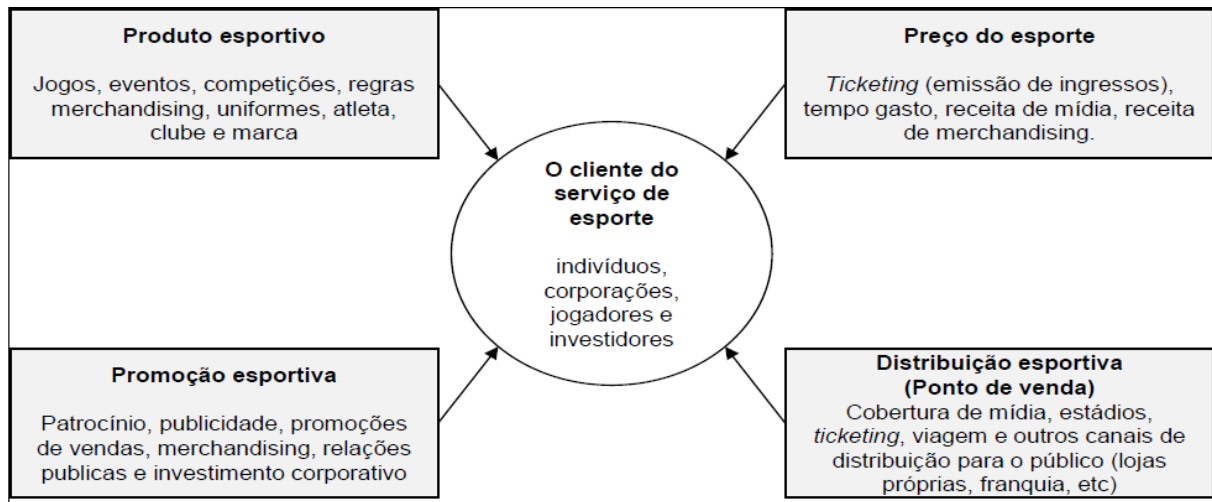 Produto esportivo
Jogos, eventos, competições, regras
merchandising, uniformes, atleta,
clube e marca
Preço do esporte
Ticketing (emissão de ingressos),
tempo gasto, receita de mídia, receita
de merchandising.
O cliente do
serviço de
esporte
indivíduos,
corporações,
jogadores e
investidores
Promoção esportiva
Patrocínio, publicidade, promoções
de vendas, merchandising, relações
publicas e investimento corporativo
Distribuição esportiva
(Ponto de venda)
Cobertura de mídia, estádios,
ticketing, viagem e outros canais de
distribuição para o público (lojas
próprias, franquia, etc)